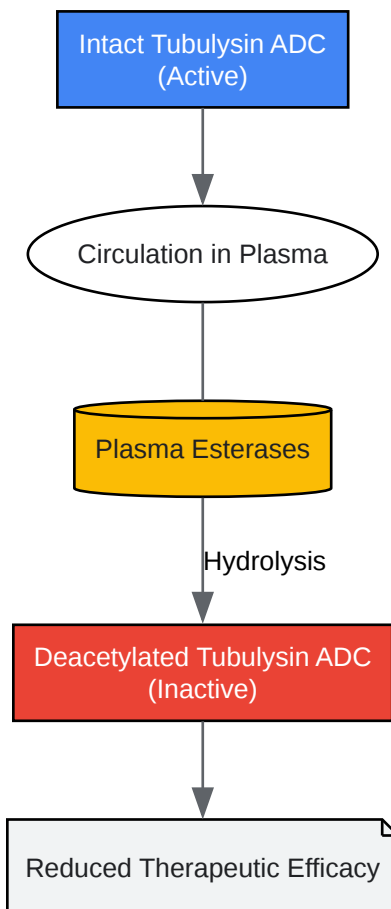 Intact Tubulysin ADC
(Active)
Circulation in Plasma
Plasma Esterases
Hydrolysis
Deacetylated Tubulysin ADC
(Inactive)
Reduced Therapeutic Efficacy